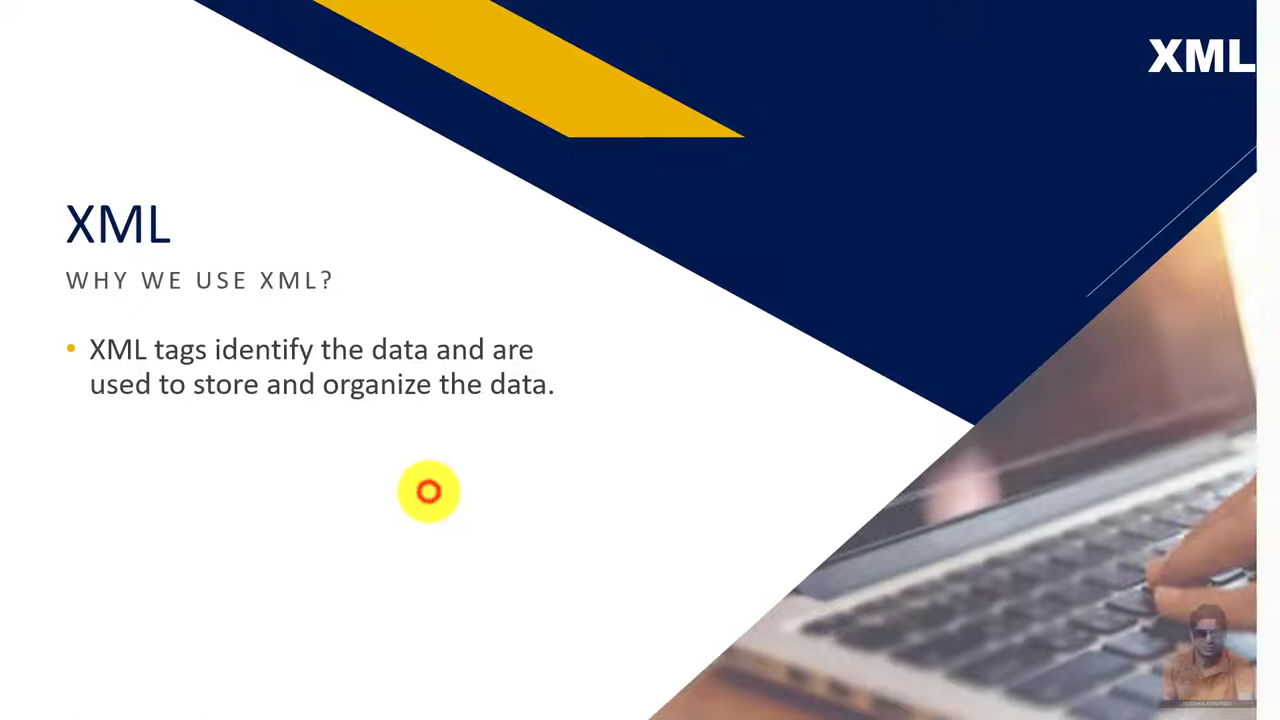 XML
XML
WHY WE USE XML?
• XML tags identify the data and are
used to store and organize the data.